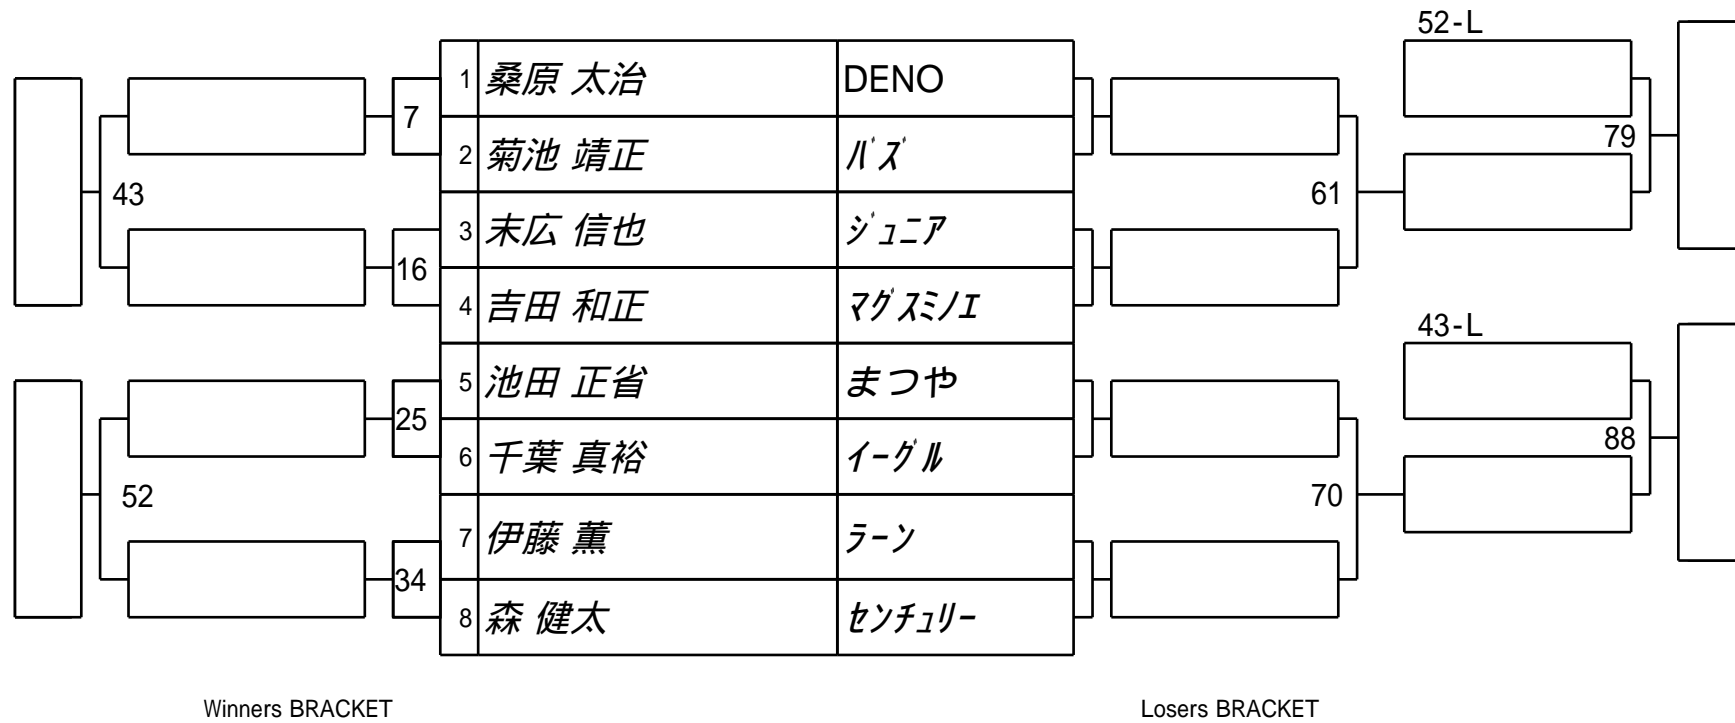 52-L
1 桑原 太治 DENO
7
2 菊池 靖正 バズ
79
43
61
3 末広 信也 ジュニア
16
4 吉田 和正 マグスミノエ
43-L
5 池田 正省 まつや
25
88
6 千葉 真裕 イーグル
52
70
7 伊藤 薫 ラーン
34
8 森 健太 センチュリー
Winners BRACKET
Losers BRACKET